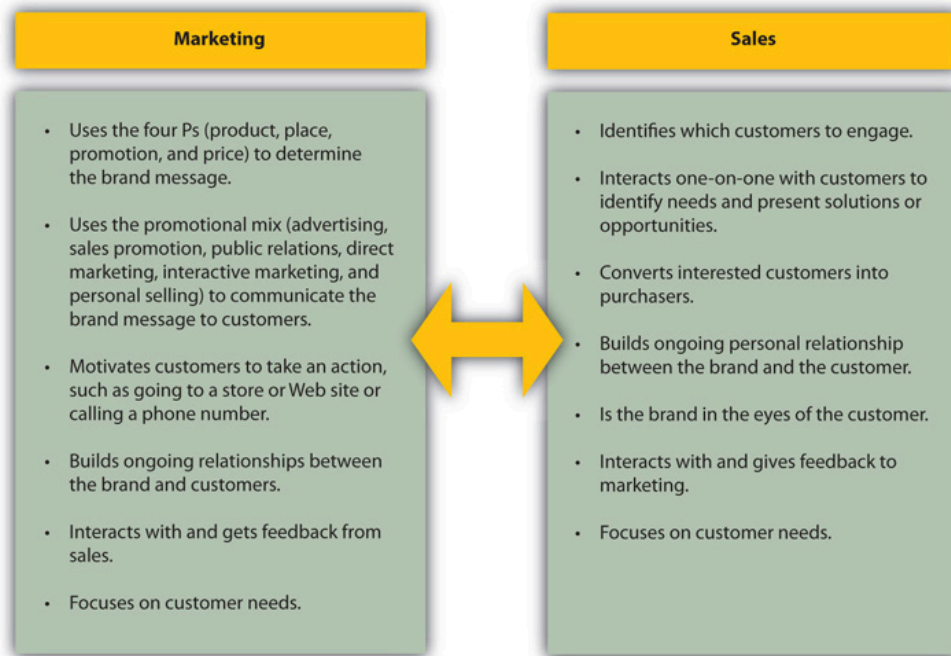 Marketing
• Uses the four Ps (product, place,
promotion, and price) to determine
the brand message.
• Uses the promotional mix (advertising,
sales promotion, public relations, direct
marketing, interactive marketing, and
personal selling) to communicate the
brand message to customers.
• Motivates customers to take an action,
such as going to a store or Web site or
calling a phone number.
• Builds ongoing relationships between
the brand and customers.
• Interacts with and gets feedback from
sales.
• Focuses on customer needs.
Sales
• Identifies which customers to engage.
• Interacts one-on-one with customers to
identify needs and present solutions or
opportunities.
• Converts interested customers into
purchasers.
• Builds ongoing personal relationship
between the brand and the customer.
• Is the brand in the eyes of the customer.
• Interacts with and gives feedback to
marketing.
• Focuses on customer needs.